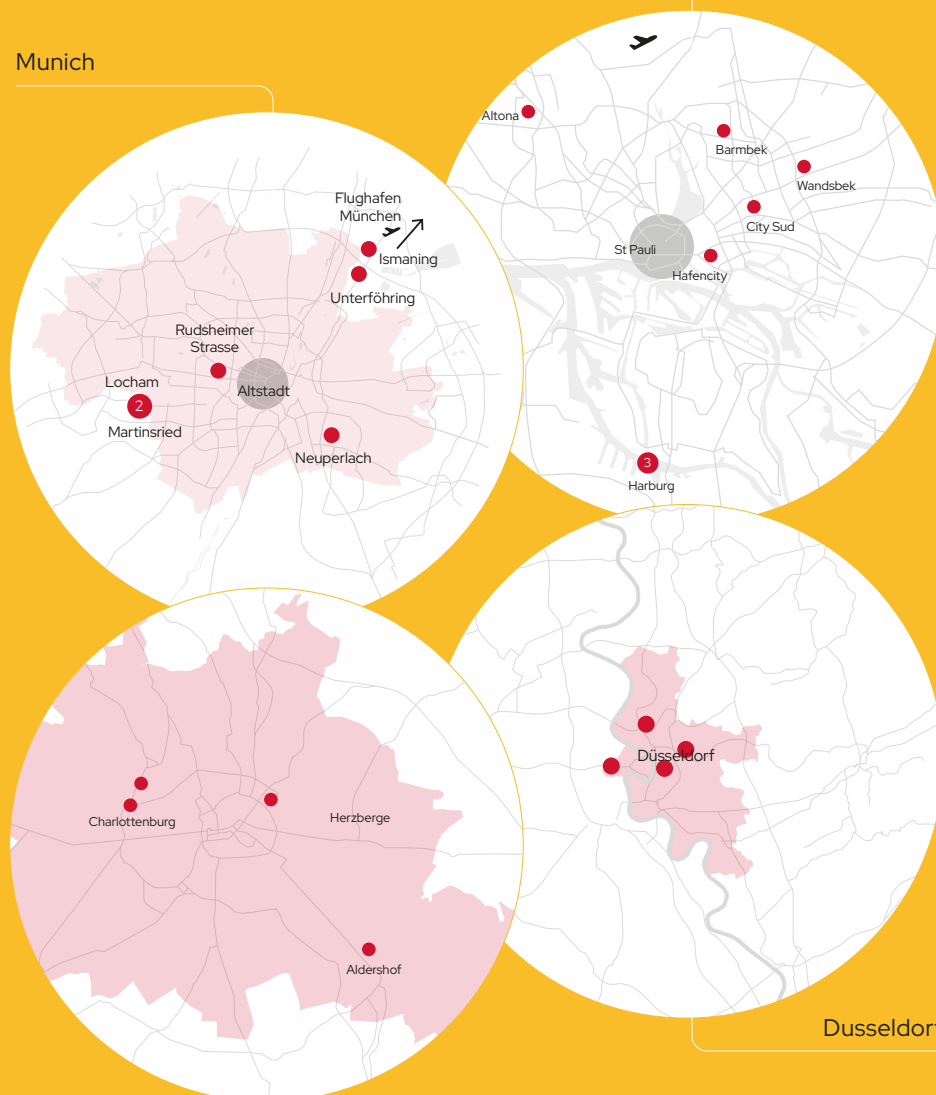 Munich
Altona
Barmbek
Wandsbek
City Sud
St Pauli
Hafencity
3
Harburg
Flughafen
München
Ismaning
Unterföhring
Rudsheimer
Strasse
Altstadt
Locham
2
Martinsried
Neuperlach
Charlottenburg
Herzberge
Aldershof
Düsseldorf
Dusseldorf